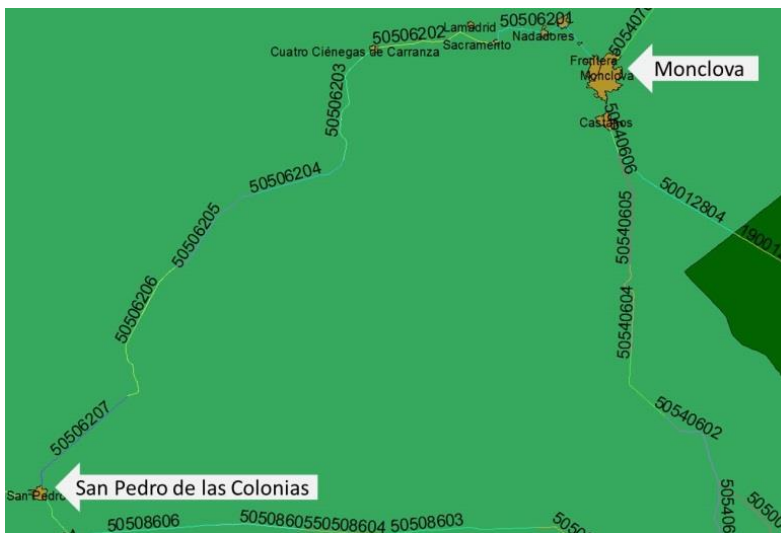 50506202
Lamadrid
50506201
5054070
Nadadores
Cuatro Ciénegas de Carranza
Sacramento
Frontera
Monclova
Monclova
50506203
Castaños
50540606
50506204
50012804
50540605
50506205
50540604
50506206
50540602
50506207
San Pedro
San Pedro de las Colonias
50508606
50508605
50508604
50508603